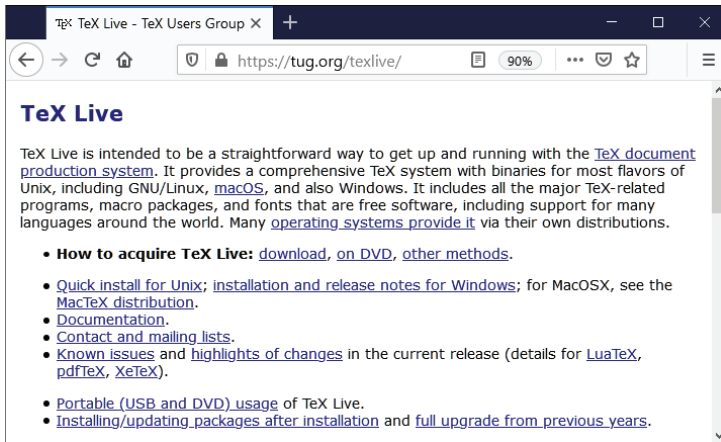 TeX TeX Live - TeX Users Group
https://tug.org/texlive/ 90%
TeX Live
TeX Live is intended to be a straightforward way to get up and running with the TeX document
production system. It provides a comprehensive TeX system with binaries for most flavors of
Unix, including GNU/Linux, macOS, and also Windows. It includes all the major TeX-related
programs, macro packages, and fonts that are free software, including support for many
languages around the world. Many operating systems provide it via their own distributions.
• How to acquire TeX Live: download, on DVD, other methods.
• Quick install for Unix; installation and release notes for Windows; for MacOSX, see the
MacTeX distribution.
• Documentation.
• Contact and mailing lists.
• Known issues and highlights of changes in the current release (details for LuaTeX,
pdfTeX, XeTeX).
• Portable (USB and DVD) usage of TeX Live.
• Installing/updating packages after installation and full upgrade from previous years.